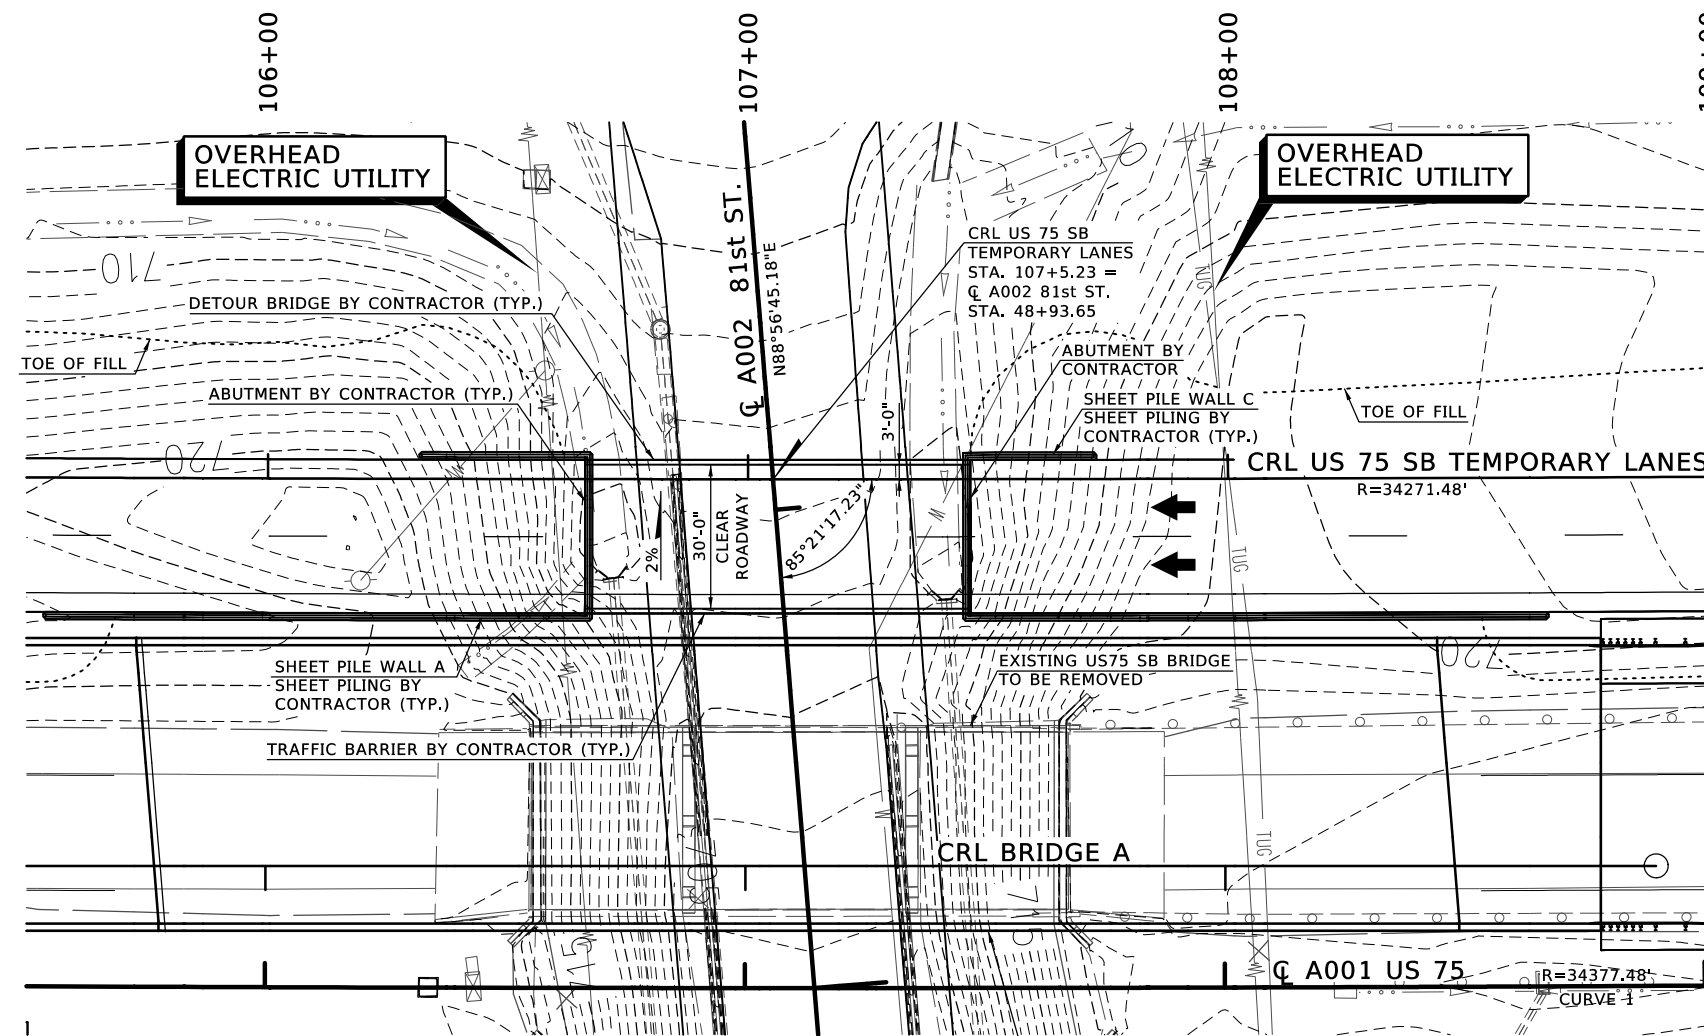 106+00
107+00
108+00
OVERHEAD
ELECTRIC UTILITY
OVERHEAD
ELECTRIC UTILITY
℄ A002 81st ST.
N88°56'45.18"E
CRL US 75 SB
TEMPORARY LANES
STA. 107+5.23 =
℄ A002 81st ST.
STA. 48+93.65
710
NUG
DETOUR BRIDGE BY CONTRACTOR (TYP.)
TOE OF FILL
ABUTMENT BY
CONTRACTOR
ABUTMENT BY CONTRACTOR (TYP.)
SHEET PILE WALL C
SHEET PILING BY
CONTRACTOR (TYP.)
TOE OF FILL
3'-0"
720
CRL US 75 SB TEMPORARY LANES
R=34271.48'
2%
30'-0"
CLEAR
ROADWAY
85°21'17.23"
TUG
SHEET PILE WALL A
SHEET PILING BY
CONTRACTOR (TYP.)
EXISTING US75 SB BRIDGE
TO BE REMOVED
720
TRAFFIC BARRIER BY CONTRACTOR (TYP.)
TUG
CRL BRIDGE A
705
715
℄ A001 US 75
R=34377.48'
CURVE 1